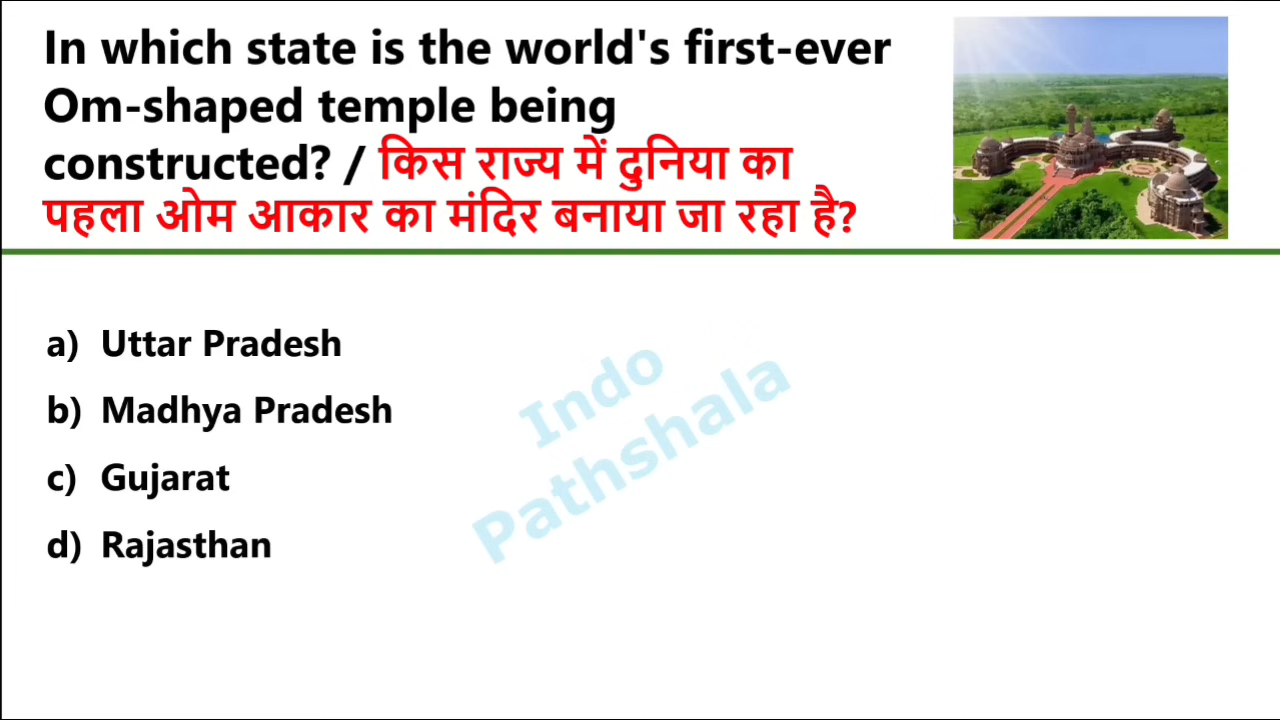 In which state is the world's first-ever
Om-shaped temple being
constructed? / किस राज्य में दुनिया का
पहला ओम आकार का मंदिर बनाया जा रहा है?
a) Uttar Pradesh
b) Madhya Pradesh
c) Gujarat
d) Rajasthan
Indo
Pathshala